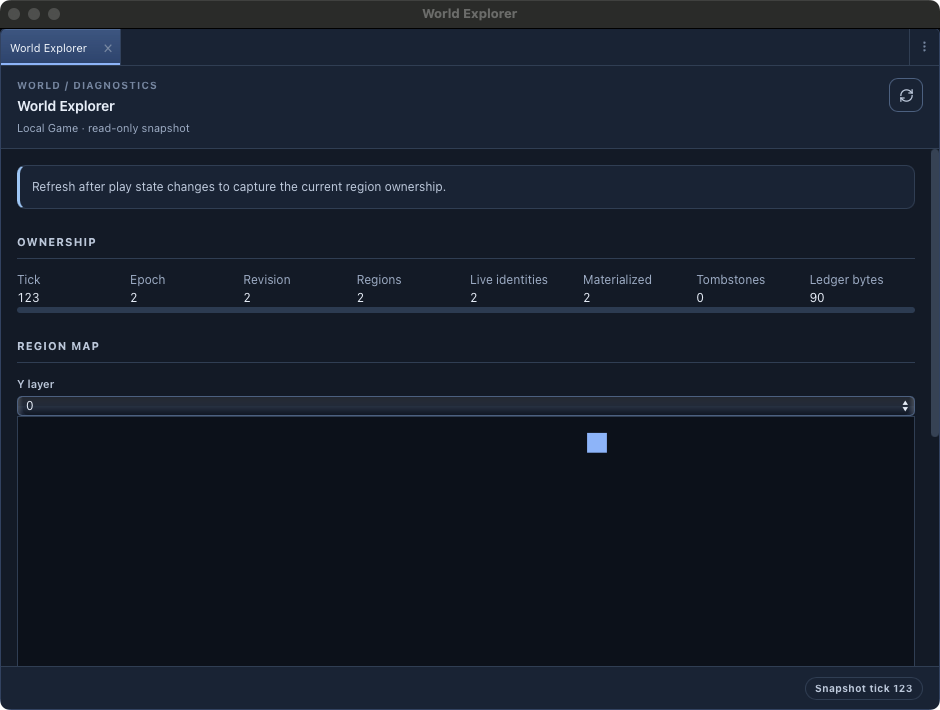 World Explorer
World Explorer
WORLD / DIAGNOSTICS
World Explorer
Local Game · read-only snapshot
Refresh after play state changes to capture the current region ownership.
OWNERSHIP
Tick Epoch Revision Regions Live identities Materialized Tombstones Ledger bytes
123 2 2 2 2 2 0 90
REGION MAP
Y layer
0
Snapshot tick 123